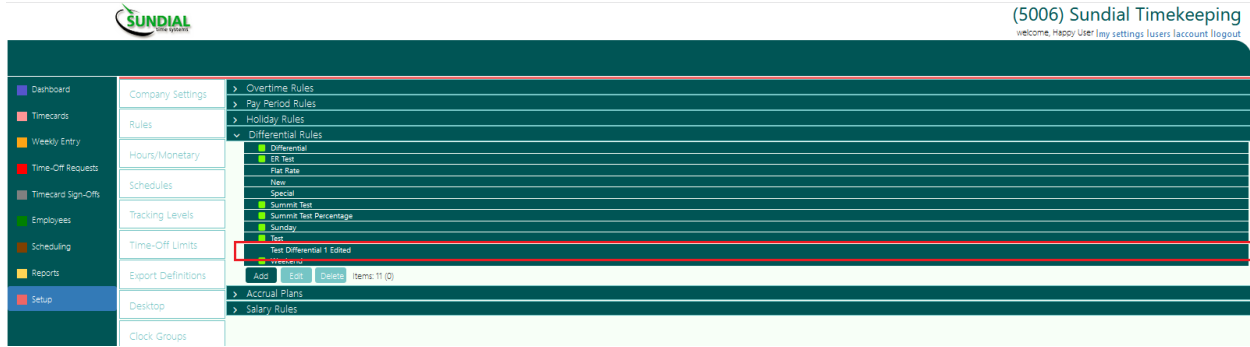 SUNDIAL
time systems
(5006) Sundial Timekeeping
welcome, Happy User |my settings |users |account |logout
Dashboard
Timecards
Weekly Entry
Time-Off Requests
Timecard Sign-Offs
Employees
Scheduling
Reports
Setup
Company Settings
Rules
Hours/Monetary
Schedules
Tracking Levels
Time-Off Limits
Export Definitions
Desktop
Clock Groups
Overtime Rules
Pay Period Rules
Holiday Rules
Differential Rules
Differential
ER Test
Flat Rate
New
Special
Summit Test
Summit Test Percentage
Sunday
Test
Test Differential 1 Edited
Weekend
Add Edit Delete Items: 11 (0)
Accrual Plans
Salary Rules